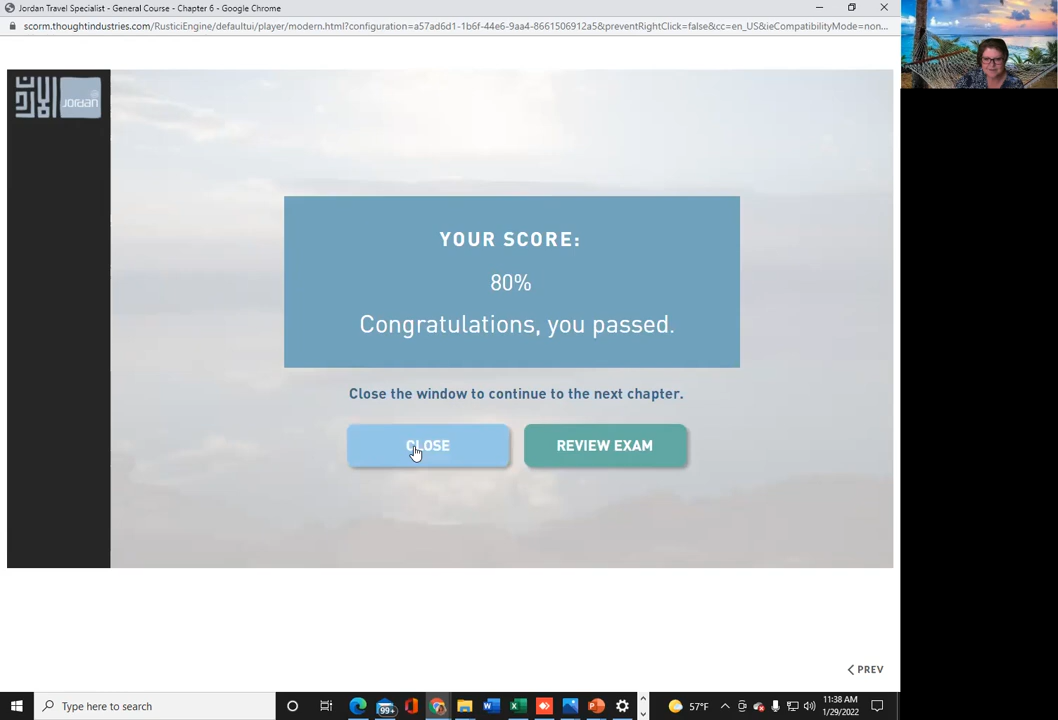 Jordan Travel Specialist - General Course - Chapter 6 - Google Chrome
scorm.thoughtindustries.com/RusticiEngine/defaultui/player/modern.html?configuration=a57ad6d1-1b6f-44e6-9aa4-8661506912a5&preventRightClick=false&cc=en_US&ieCompatibilityMode=non...
الأردن
Jordan
YOUR SCORE:
80%
Congratulations, you passed.
Close the window to continue to the next chapter.
CLOSE
REVIEW EXAM
PREV
Type here to search
99+
57°F
11:38 AM
1/29/2022